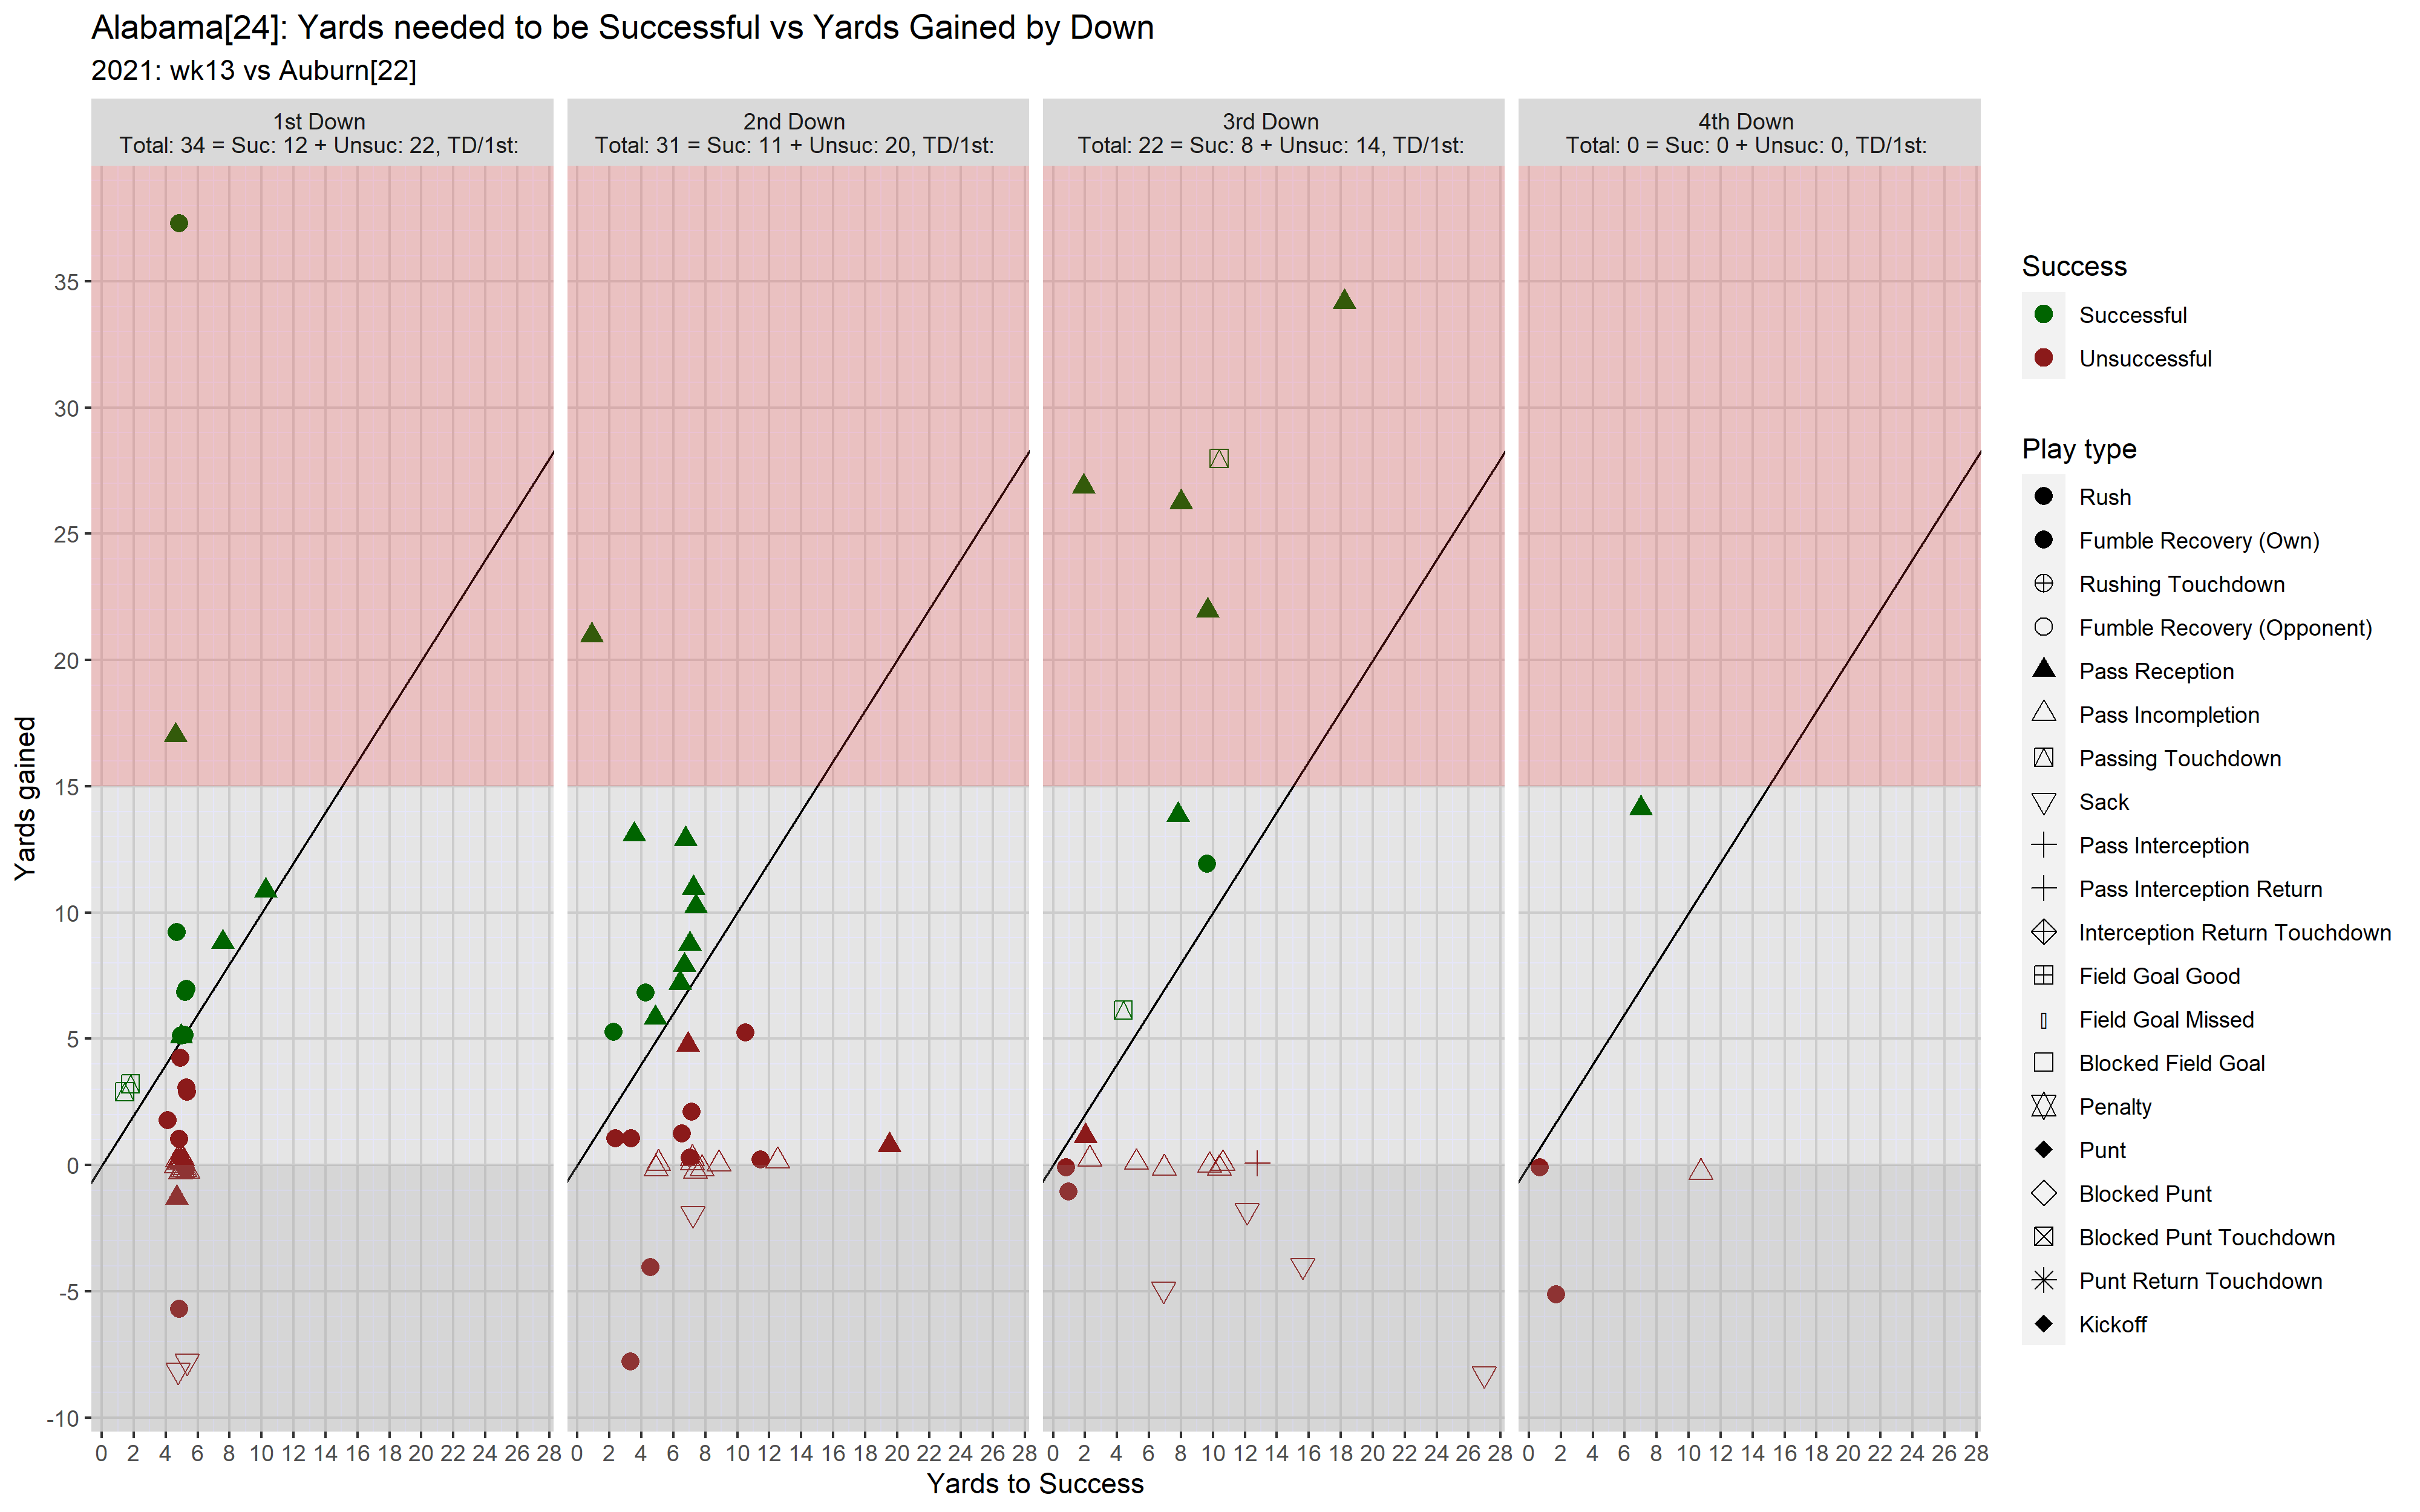 Alabama[24]: Yards needed to be Successful vs Yards Gained by Down
2021: wk13 vs Auburn[22]
1st Down
Total: 34 = Suc: 12 + Unsuc: 22, TD/1st:
2nd Down
Total: 31 = Suc: 11 + Unsuc: 20, TD/1st:
3rd Down
Total: 22 = Suc: 8 + Unsuc: 14, TD/1st:
4th Down
Total: 0 = Suc: 0 + Unsuc: 0, TD/1st:
Yards gained
35
30
25
20
15
10
5
0
-5
-10
0 2 4 6 8 10 12 14 16 18 20 22 24 26 28
0 2 4 6 8 10 12 14 16 18 20 22 24 26 28
0 2 4 6 8 10 12 14 16 18 20 22 24 26 28
0 2 4 6 8 10 12 14 16 18 20 22 24 26 28
Yards to Success
Success
Successful
Unsuccessful
Play type
Rush
Fumble Recovery (Own)
Rushing Touchdown
Fumble Recovery (Opponent)
Pass Reception
Pass Incompletion
Passing Touchdown
Sack
Pass Interception
Pass Interception Return
Interception Return Touchdown
Field Goal Good
Field Goal Missed
Blocked Field Goal
Penalty
Punt
Blocked Punt
Blocked Punt Touchdown
Punt Return Touchdown
Kickoff